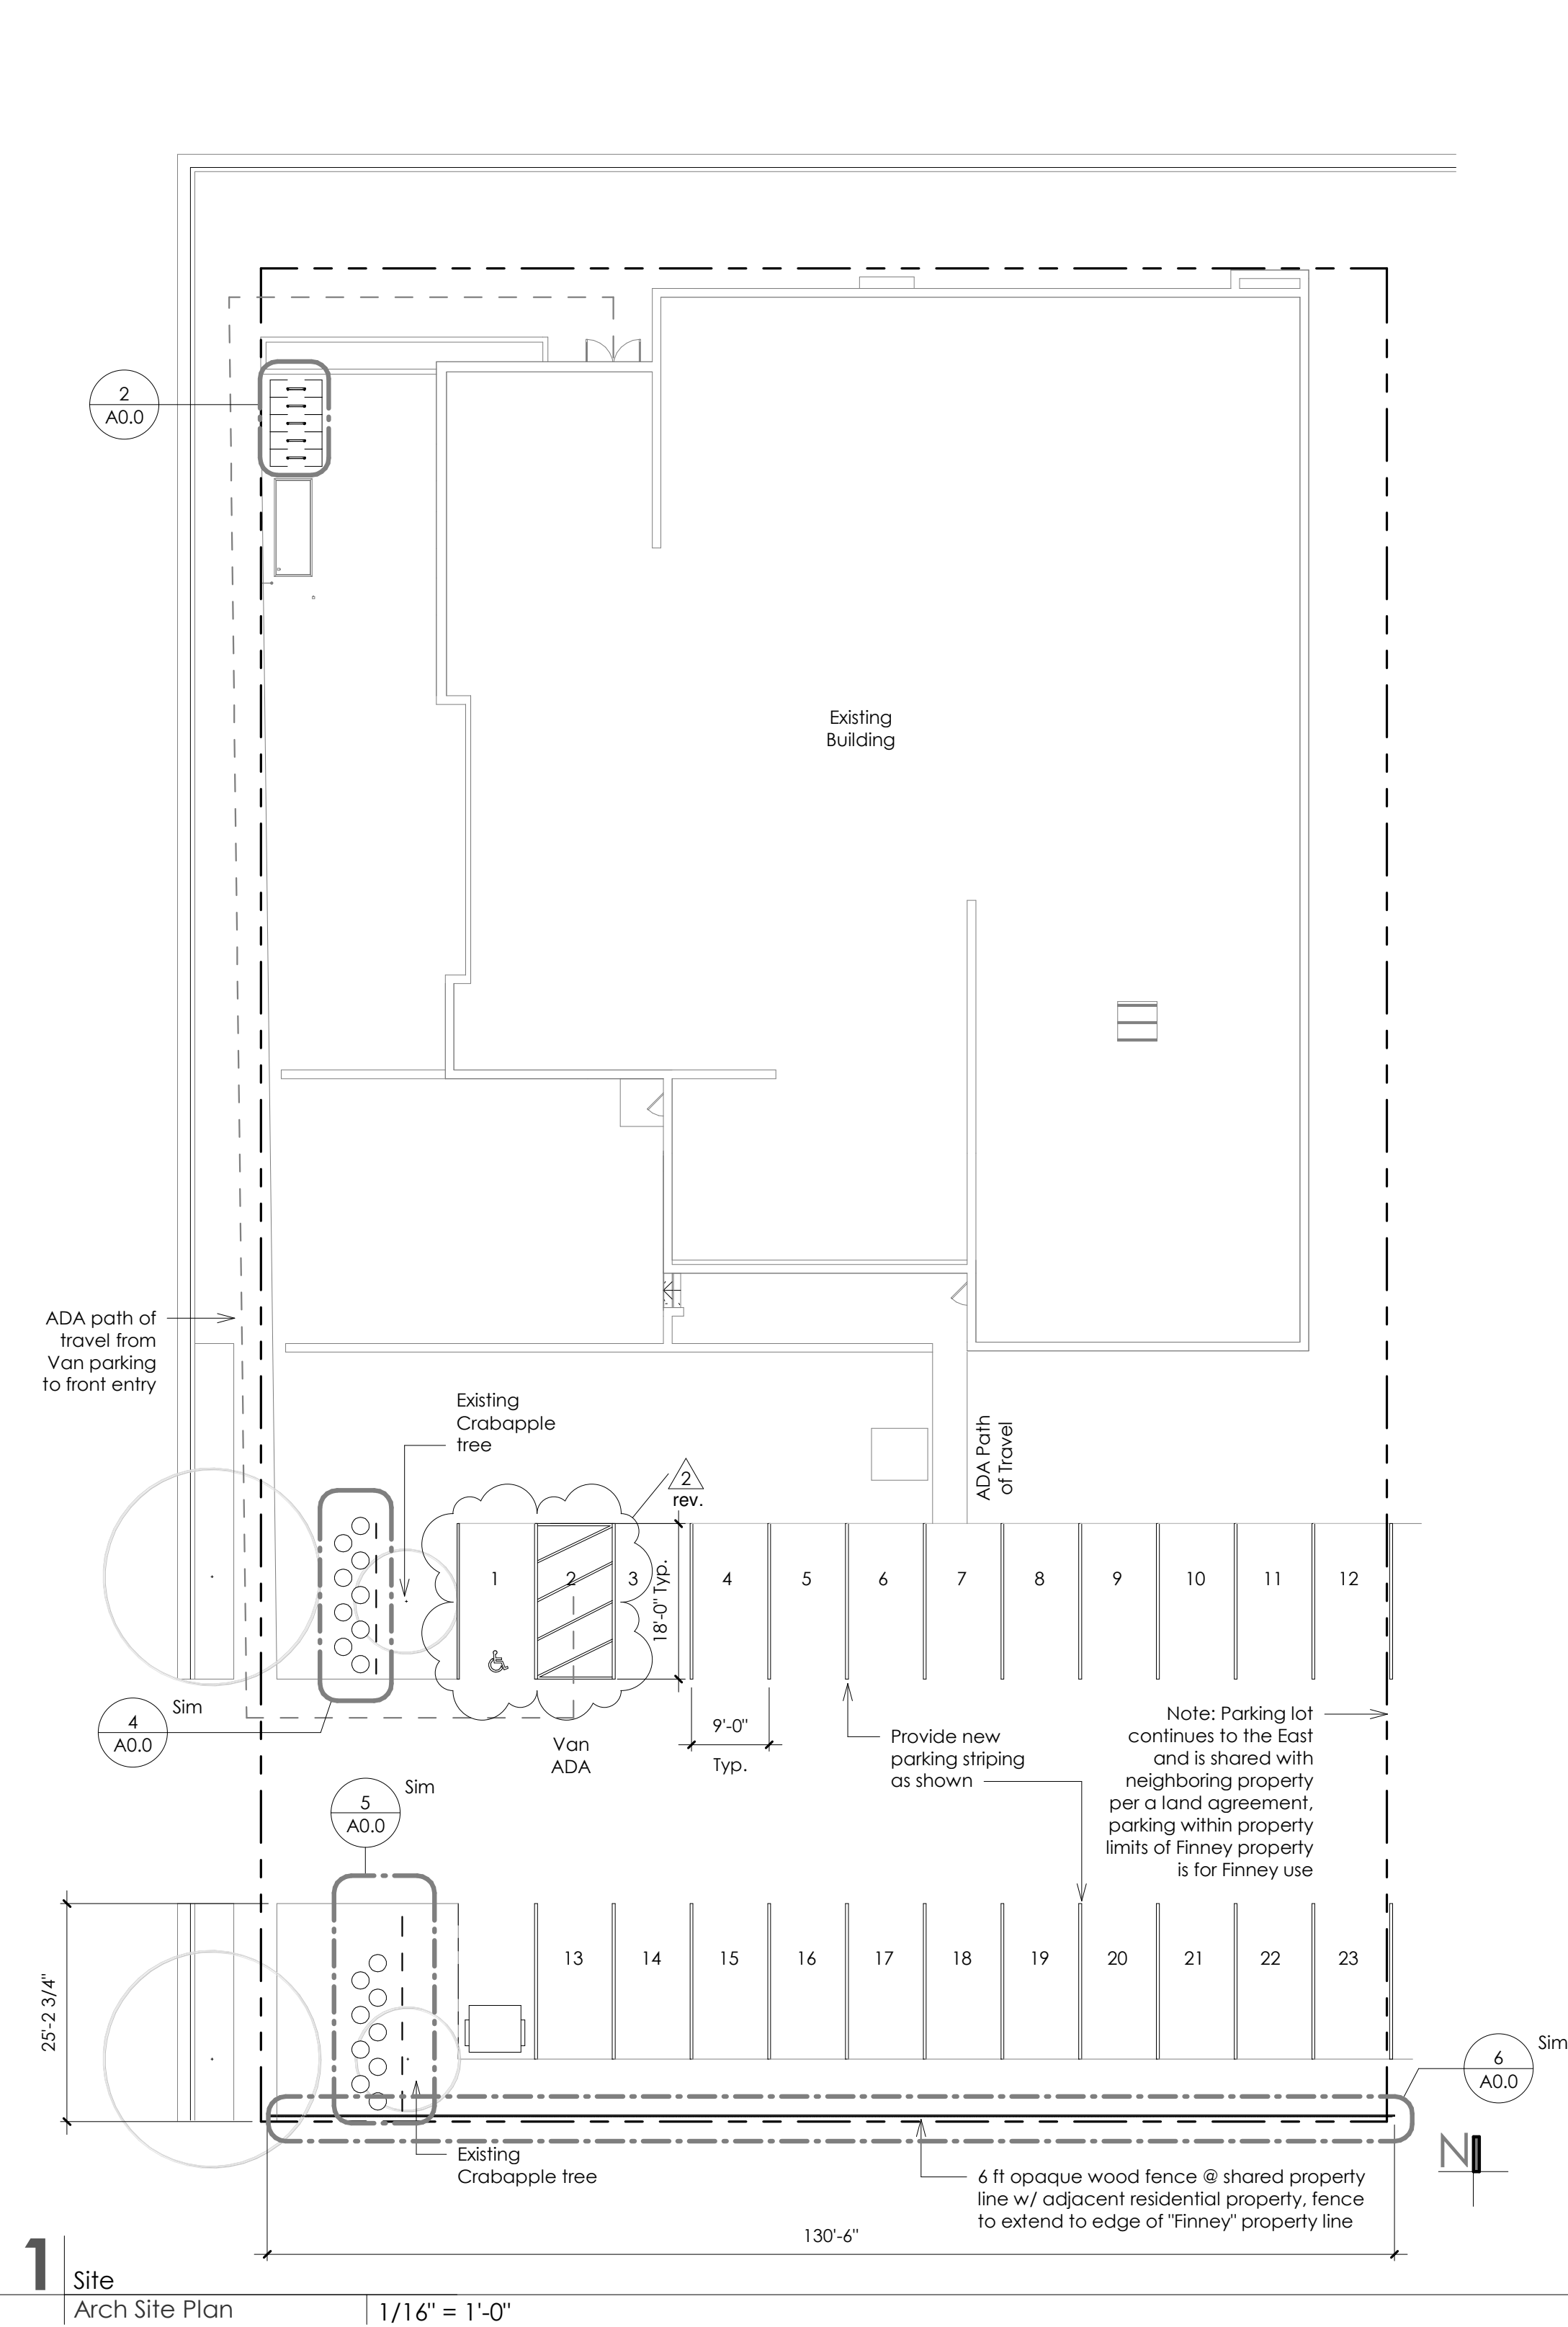 2
A0.0
Existing
Building
ADA path of
travel from
Van parking
to front entry
Existing
Crabapple
tree
ADA Path
of Travel
2
rev.
1
2
3
18'-0" Typ.
4
5
6
7
8
9
10
11
12
4
A0.0
Sim
Van
ADA
9'-0"
Typ.
Provide new
parking striping
as shown
Note: Parking lot
continues to the East
and is shared with
neighboring property
per a land agreement,
parking within property
limits of Finney property
is for Finney use
5
A0.0
Sim
13
14
15
16
17
18
19
20
21
22
23
25'-2 3/4"
6
A0.0
Sim
Existing
Crabapple tree
6 ft opaque wood fence @ shared property
line w/ adjacent residential property, fence
to extend to edge of "Finney" property line
N
130'-6"
1
Site
Arch Site Plan
1/16" = 1'-0"